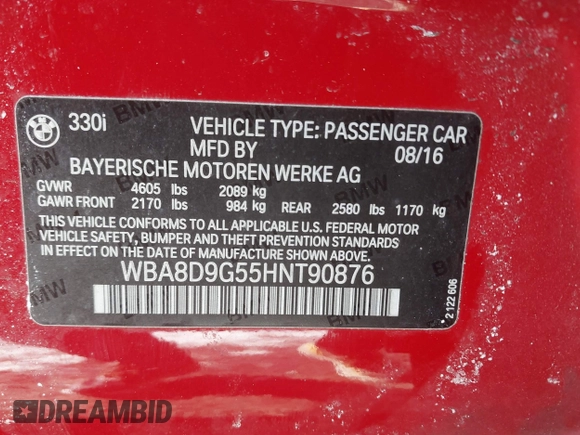 BMW
330i
VEHICLE TYPE: PASSENGER CAR
MFD BY 08/16
BAYERISCHE MOTOREN WERKE AG
GVWR 4605 lbs 2089 kg
GAWR FRONT 2170 lbs 984 kg REAR 2580 lbs 1170 kg
THIS VEHICLE CONFORMS TO ALL APPLICABLE U.S. FEDERAL MOTOR
VEHICLE SAFETY, BUMPER AND THEFT PREVENTION STANDARDS
IN EFFECT ON THE DATE OF MANUFACTURE SHOWN ABOVE.
WBA8D9G55HNT90876
* 2 122 606
DREAMBID